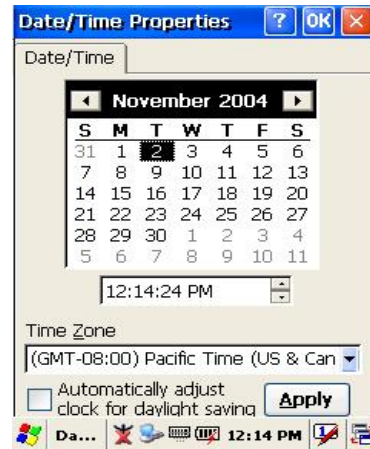 Date/Time Properties ? OK ×
Date/Time
November 2004
S M T W T F S
31 1 2 3 4 5 6
7 8 9 10 11 12 13
14 15 16 17 18 19 20
21 22 23 24 25 26 27
28 29 30 1 2 3 4
5 6 7 8 9 10 11
12:14:24 PM
Time Zone
(GMT-08:00) Pacific Time (US & Can
Automatically adjust
clock for daylight saving
Apply
Da... 12:14 PM